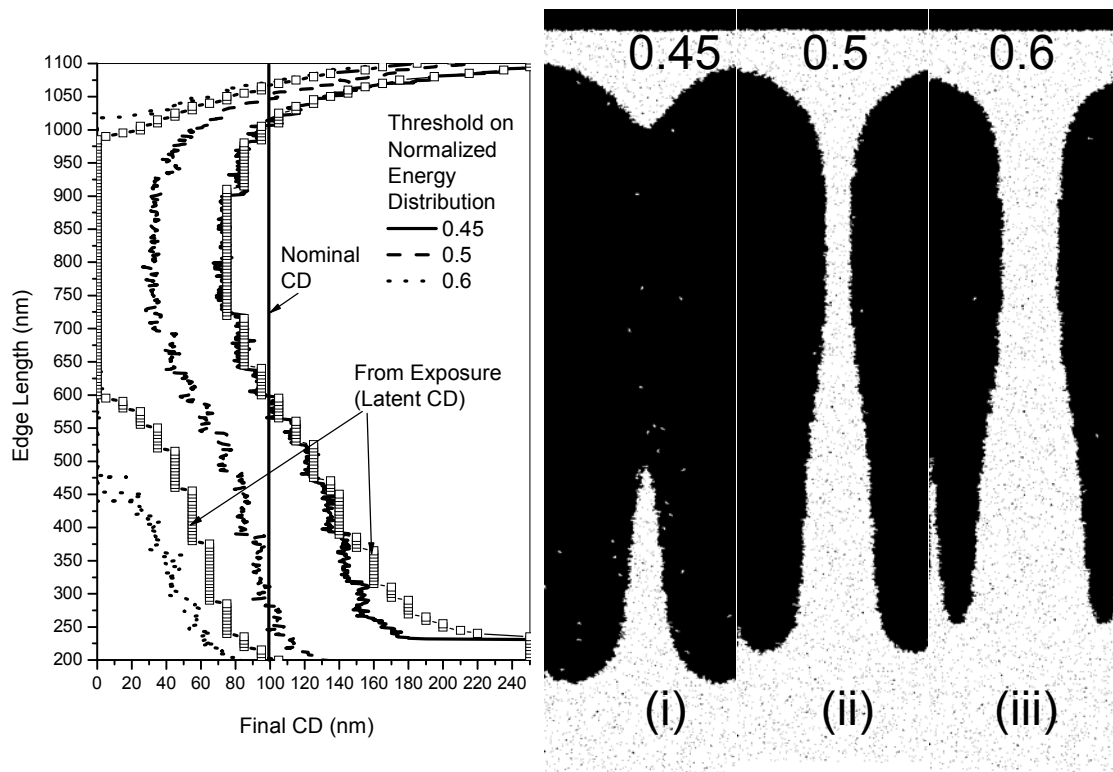 1100
1050
1000
950
900
850
800
750
700
650
600
550
500
450
400
350
300
250
200
Edge Length (nm)
0 20 40 60 80 100 120 140 160 180 200 220 240
Final CD (nm)
Threshold on
Normalized
Energy
Distribution
0.45
0.5
0.6
Nominal
CD
From Exposure
(Latent CD)
0.45 0.5 0.6
(i) (ii) (iii)